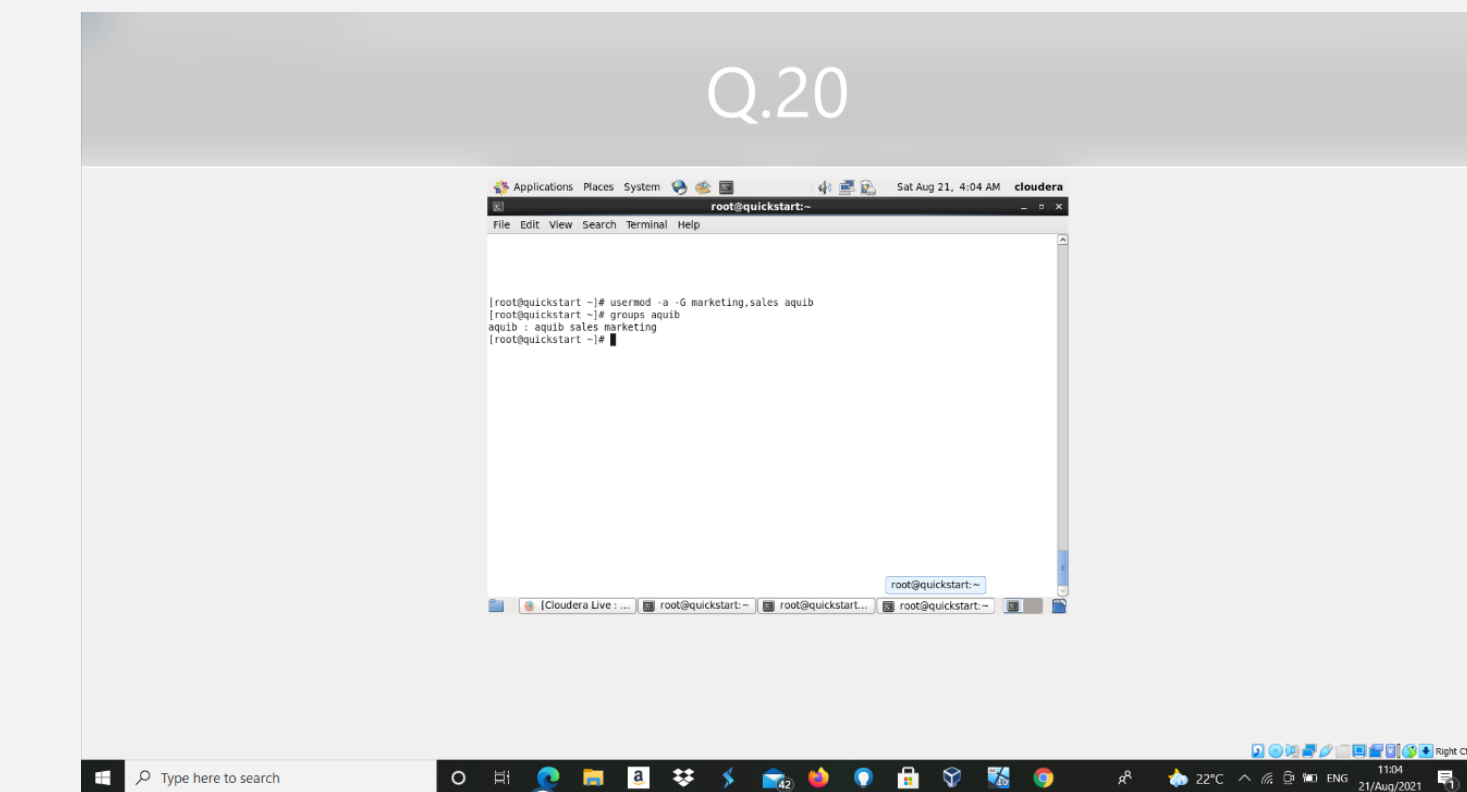 Q.20
Applications Places System Sat Aug 21, 4:04 AM cloudera
root@quickstart:~
File Edit View Search Terminal Help
[root@quickstart ~]# usermod -a -G marketing,sales aquib
[root@quickstart ~]# groups aquib
aquib : aquib sales marketing
[root@quickstart ~]#
root@quickstart:~
[Cloudera Live : ... root@quickstart:~ root@quickstart... root@quickstart:~
Right Ct
Type here to search a 42 22°C ENG 11:04
21/Aug/2021 1